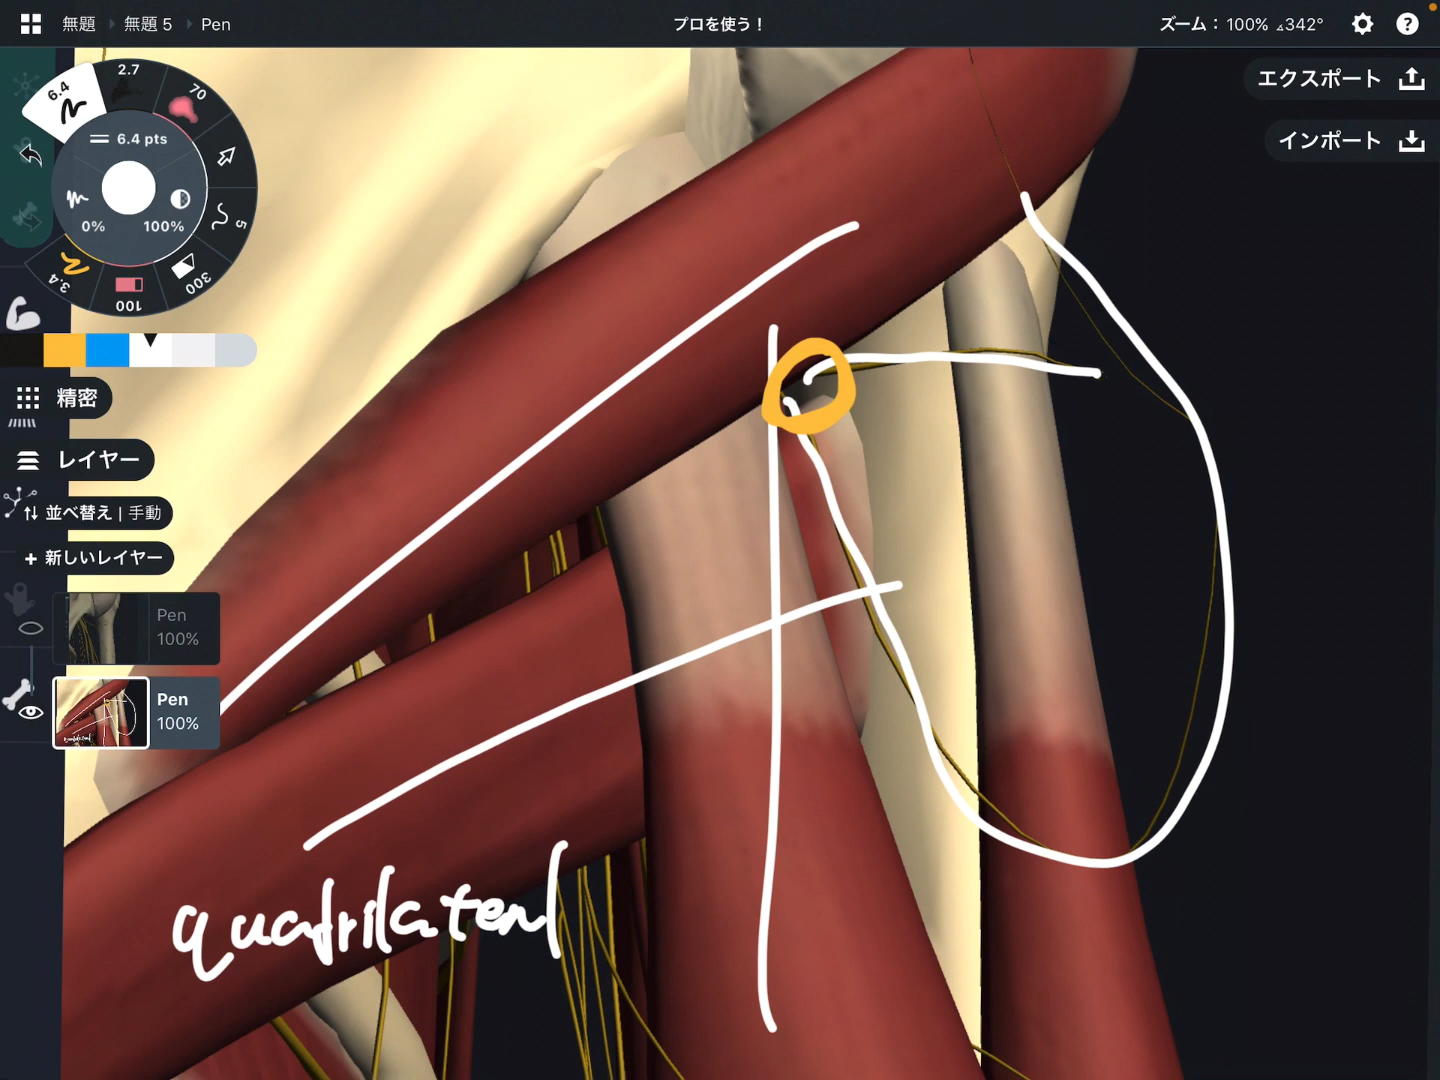 無題 無題 5 Pen
プロを使う！
ズーム： 100% ⦟342°
エクスポート
インポート
6.4
2.7
70
6.4 pts
0% 100%
5
300
100
3.4
精密
レイヤー
並べ替え | 手動
+ 新しいレイヤー
Pen
100%
Pen
100%
quadrilateral